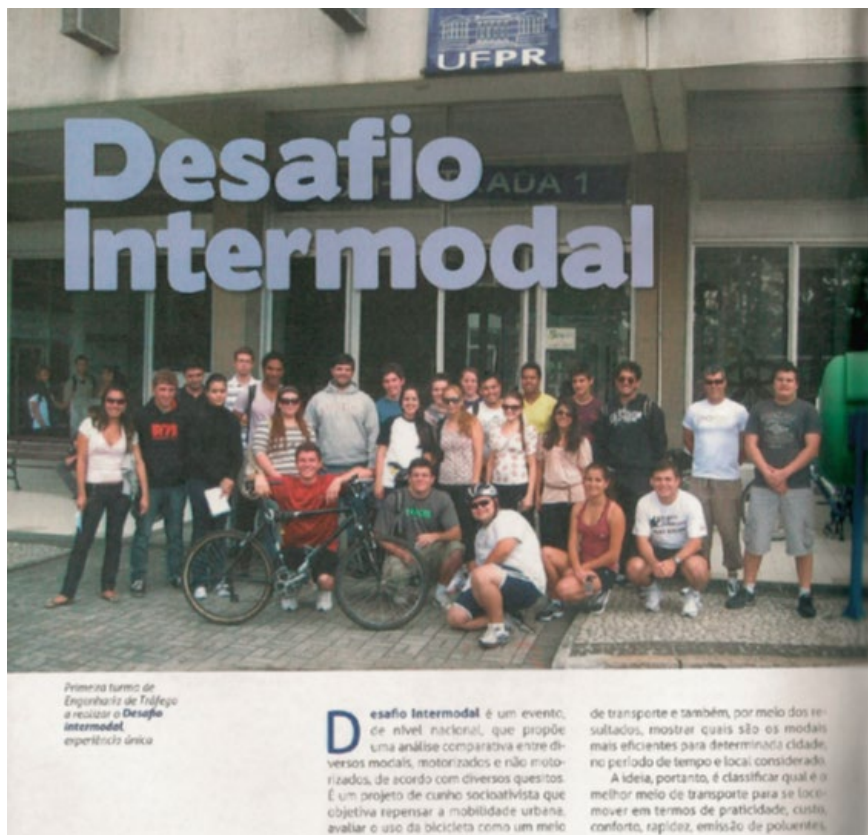 UFPR
Desafio
RADA 1
Intermodal
Primeira turma de
Engenharia de Tráfego
a realizar o Desafio
intermodal,
experiência única
Desafio Intermodal é um evento,
de nível nacional, que propõe
uma análise comparativa entre di-
versos modais, motorizados e não moto-
rizados, de acordo com diversos quesitos.
É um projeto de cunho socioativista que
objetiva repensar a mobilidade urbana,
avaliar o uso da bicicleta como um meio
de transporte e também, por meio dos re-
sultados, mostrar quais são os modais
mais eficientes para determinada cidade,
no período de tempo e local considerado.
A ideia, portanto, é classificar qual é o
melhor meio de transporte para se loco-
mover em termos de praticidade, custo,
conforto, rapidez, emissão de poluentes,